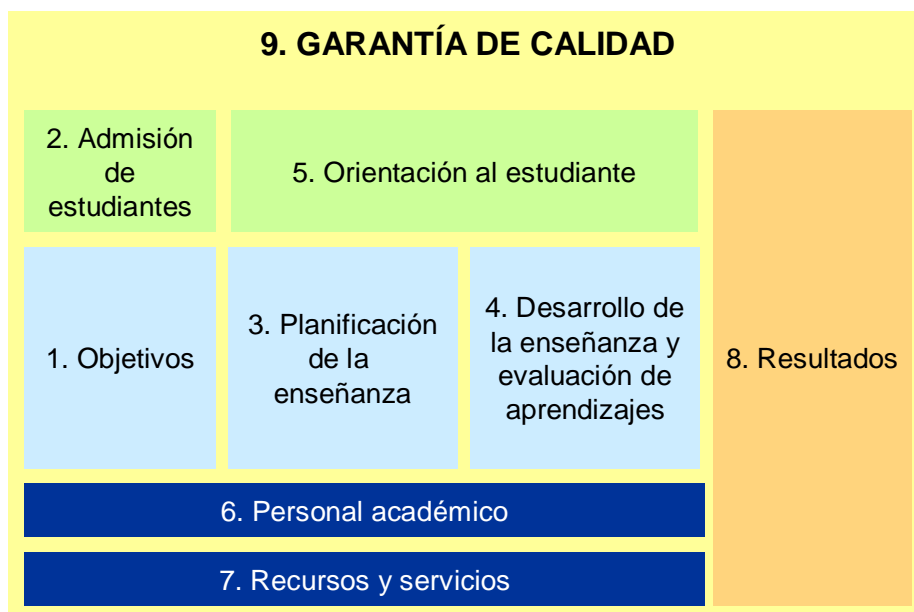 9. GARANTÍA DE CALIDAD
2. Admisión
de
estudiantes
5. Orientación al estudiante
1. Objetivos
3. Planificación
de la
enseñanza
4. Desarrollo de
la enseñanza y
evaluación de
aprendizajes
8. Resultados
6. Personal académico
7. Recursos y servicios